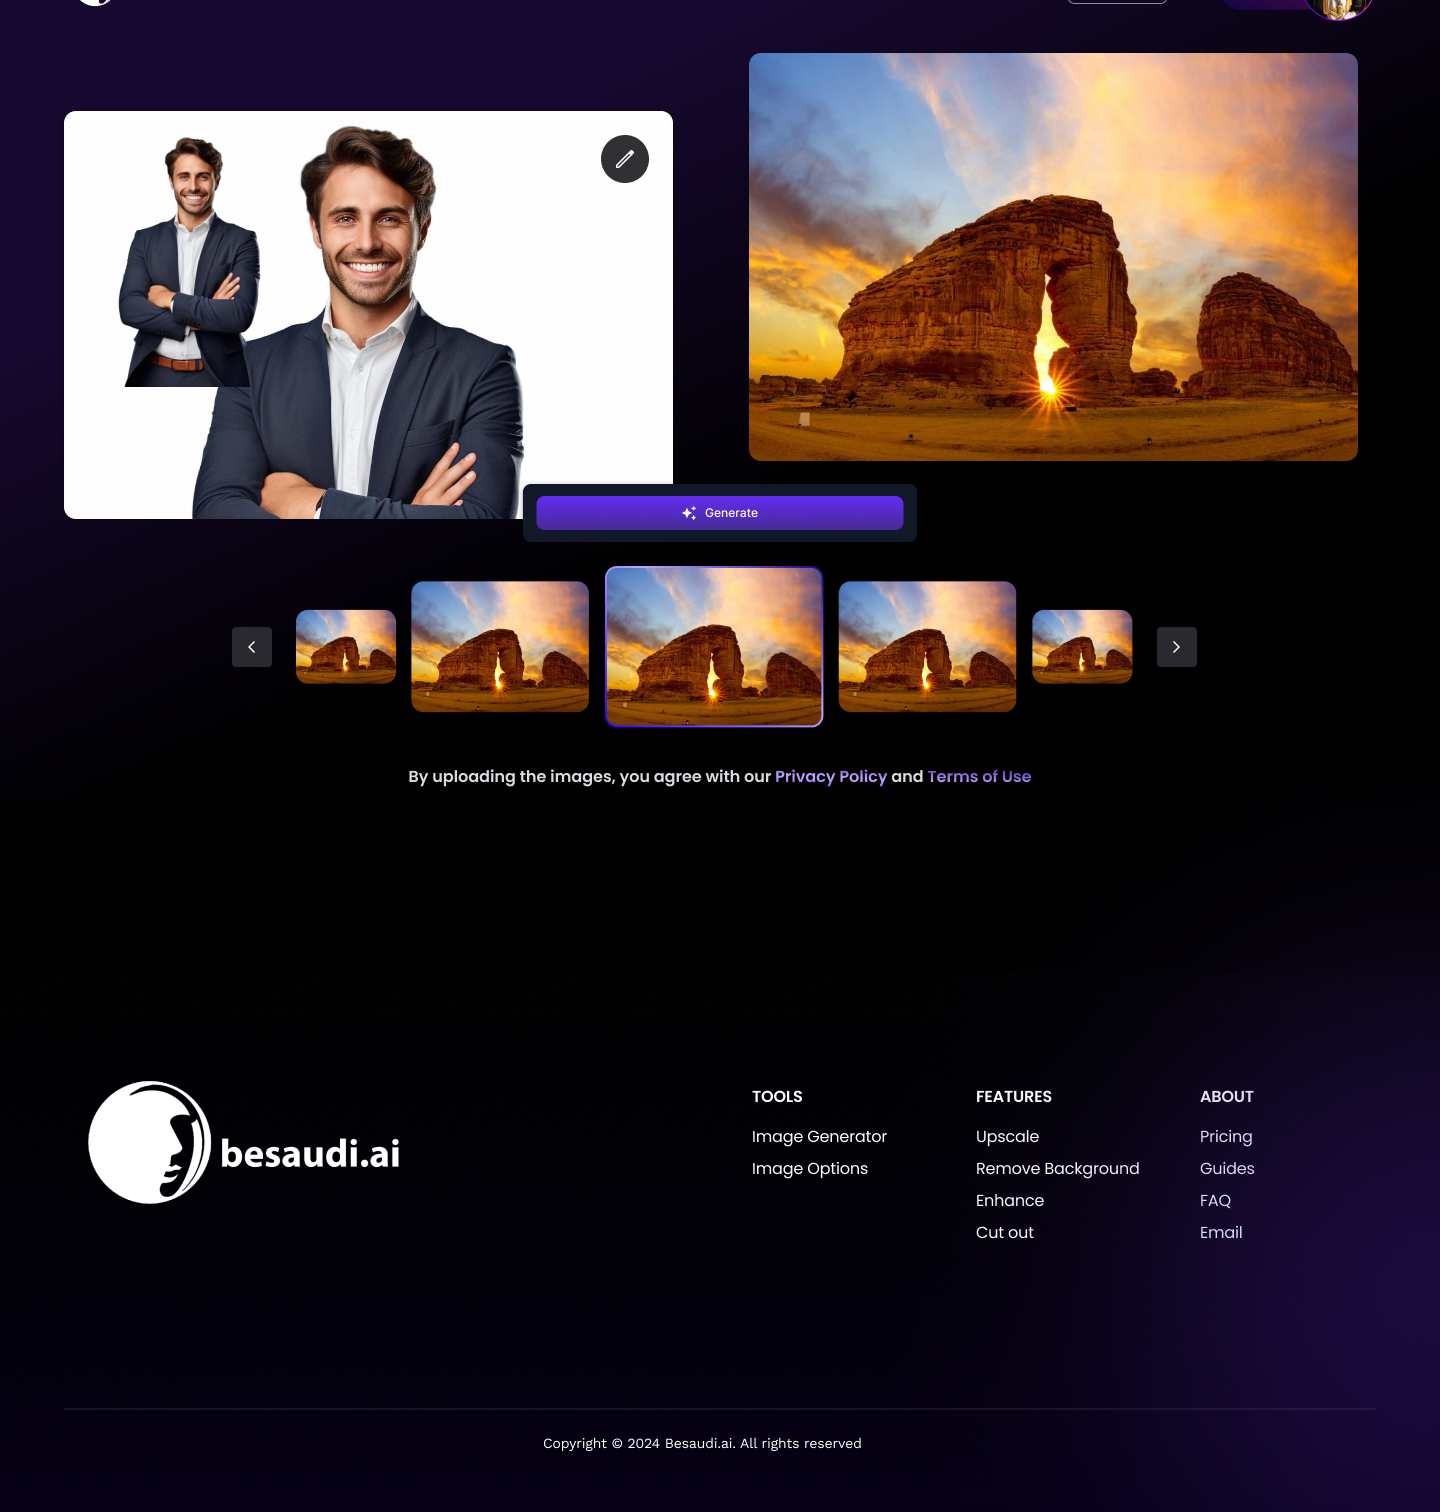 Generate
By uploading the images, you agree with our Privacy Policy and Terms of Use
besaudi.ai
TOOLS
Image Generator
Image Options
FEATURES
Upscale
Remove Background
Enhance
Cut out
ABOUT
Pricing
Guides
FAQ
Email
Copyright © 2024 Besaudi.ai. All rights reserved